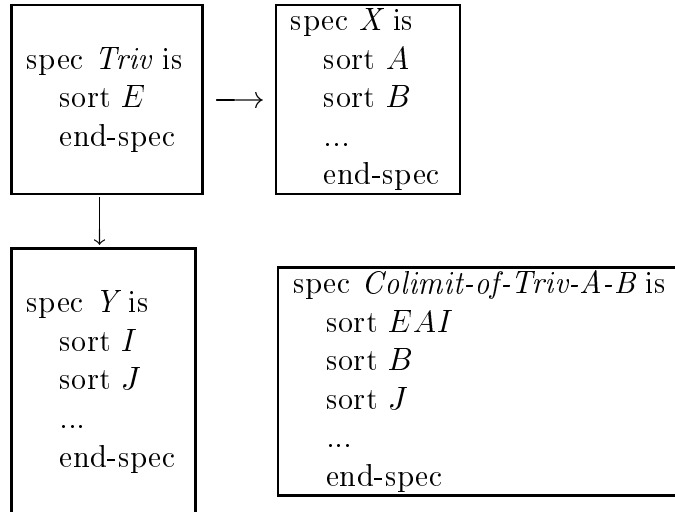 spec Triv is
sort E
end-spec
spec X is
sort A
sort B
...
end-spec
spec Y is
sort I
sort J
...
end-spec
spec Colimit-of-Triv-A-B is
sort EAI
sort B
sort J
...
end-spec